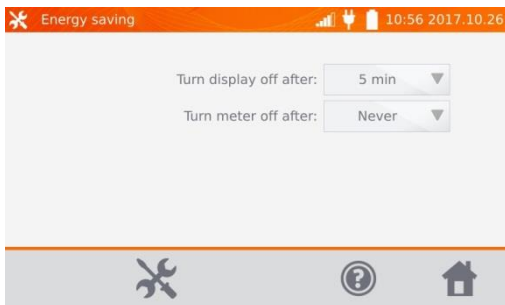 Energy saving 10:56 2017.10.26
Turn display off after: 5 min
Turn meter off after: Never
?